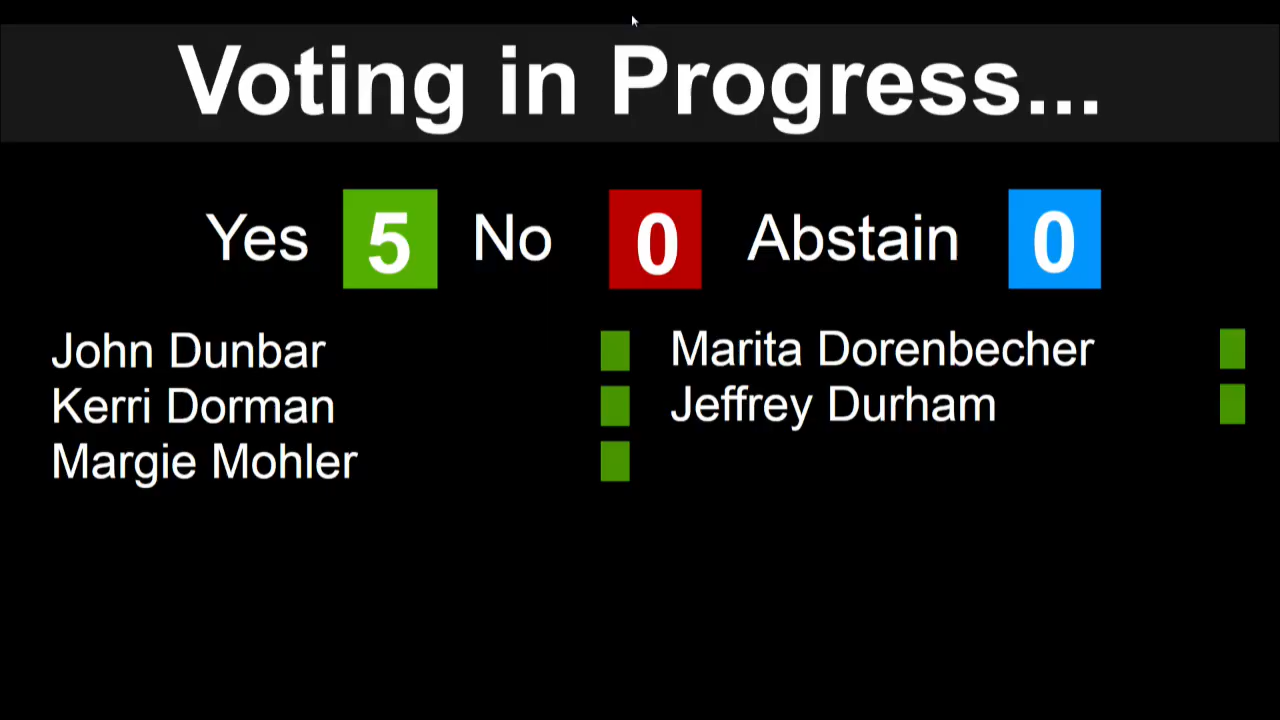 Voting in Progress...
Yes 5 No 0 Abstain 0
John Dunbar
Kerri Dorman
Margie Mohler
Marita Dorenbecher
Jeffrey Durham